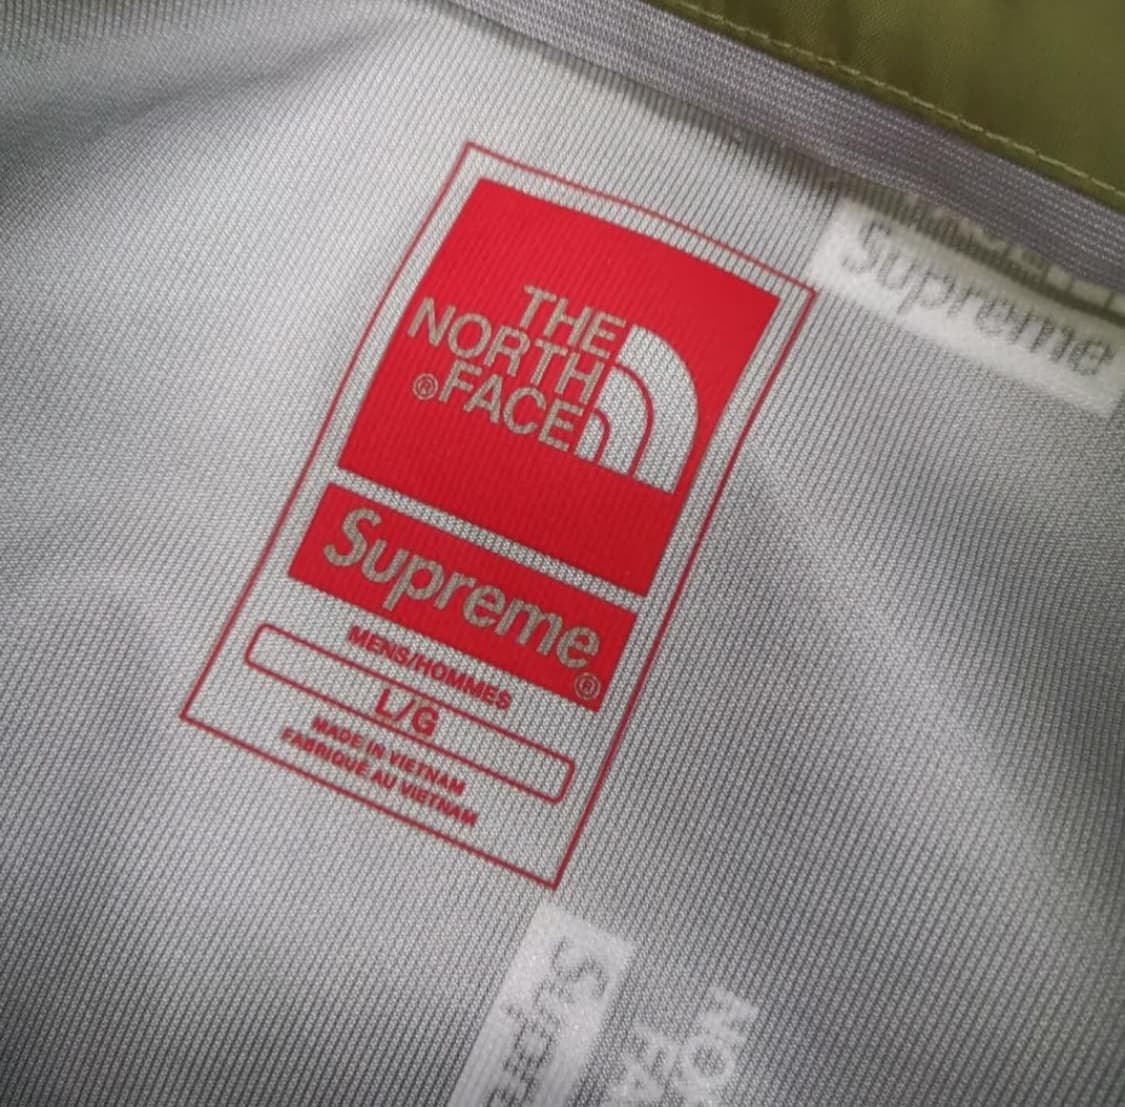 THE
NORTH
®FACE
Supreme
®
MENS/HOMMES
L/G
MADE IN VIETNAM
FABRIQUÉ AU VIETNAM
Supreme